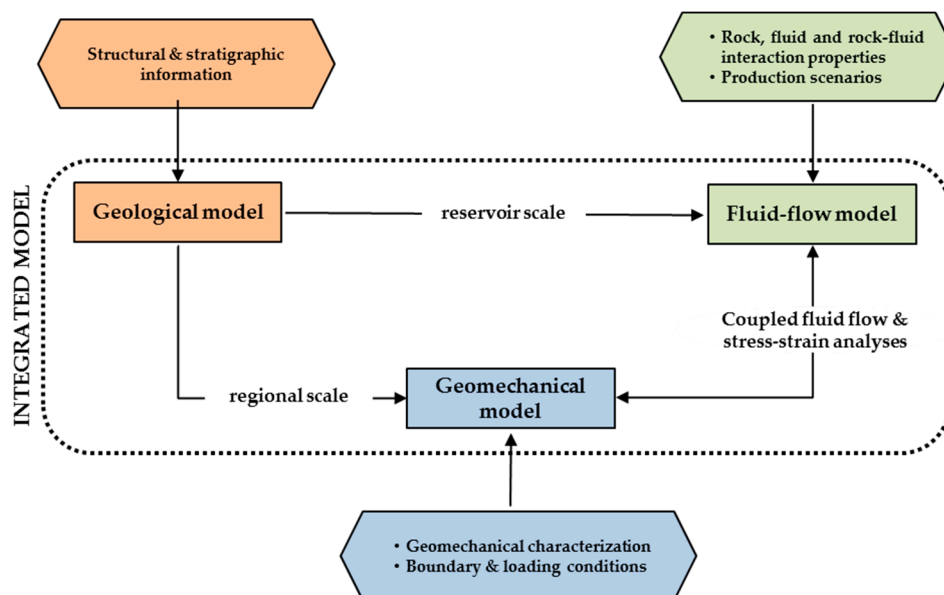 Structural & stratigraphic
information
• Rock, fluid and rock-fluid
interaction properties
• Production scenarios
INTEGRATED MODEL
Geological model
reservoir scale
Fluid-flow model
Coupled fluid flow &
stress-strain analyses
regional scale
Geomechanical
model
• Geomechanical characterization
• Boundary & loading conditions